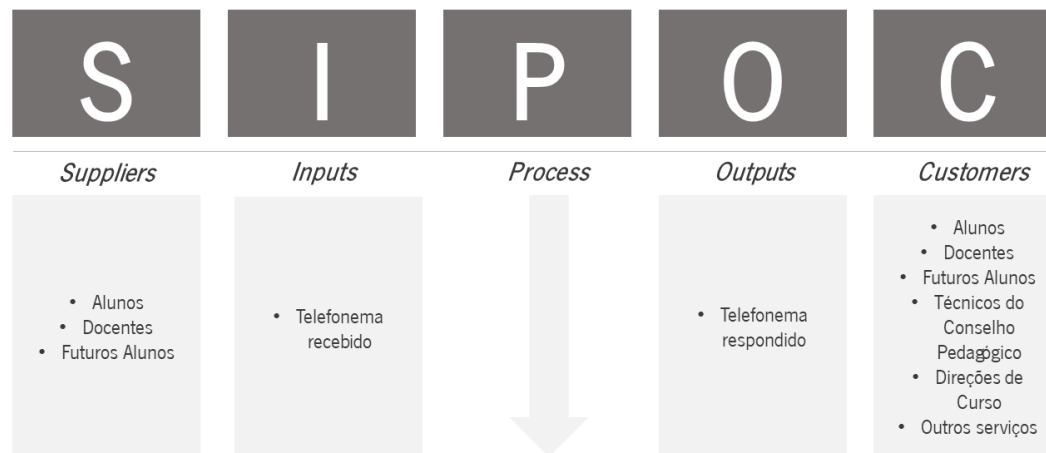 S I P O C
Suppliers Inputs Process Outputs Customers
• Alunos
• Docentes
• Futuros Alunos
• Telefonema
recebido
• Telefonema
respondido
• Alunos
• Docentes
• Futuros Alunos
• Técnicos do
Conselho
Pedagógico
• Direções de
Curso
• Outros serviços